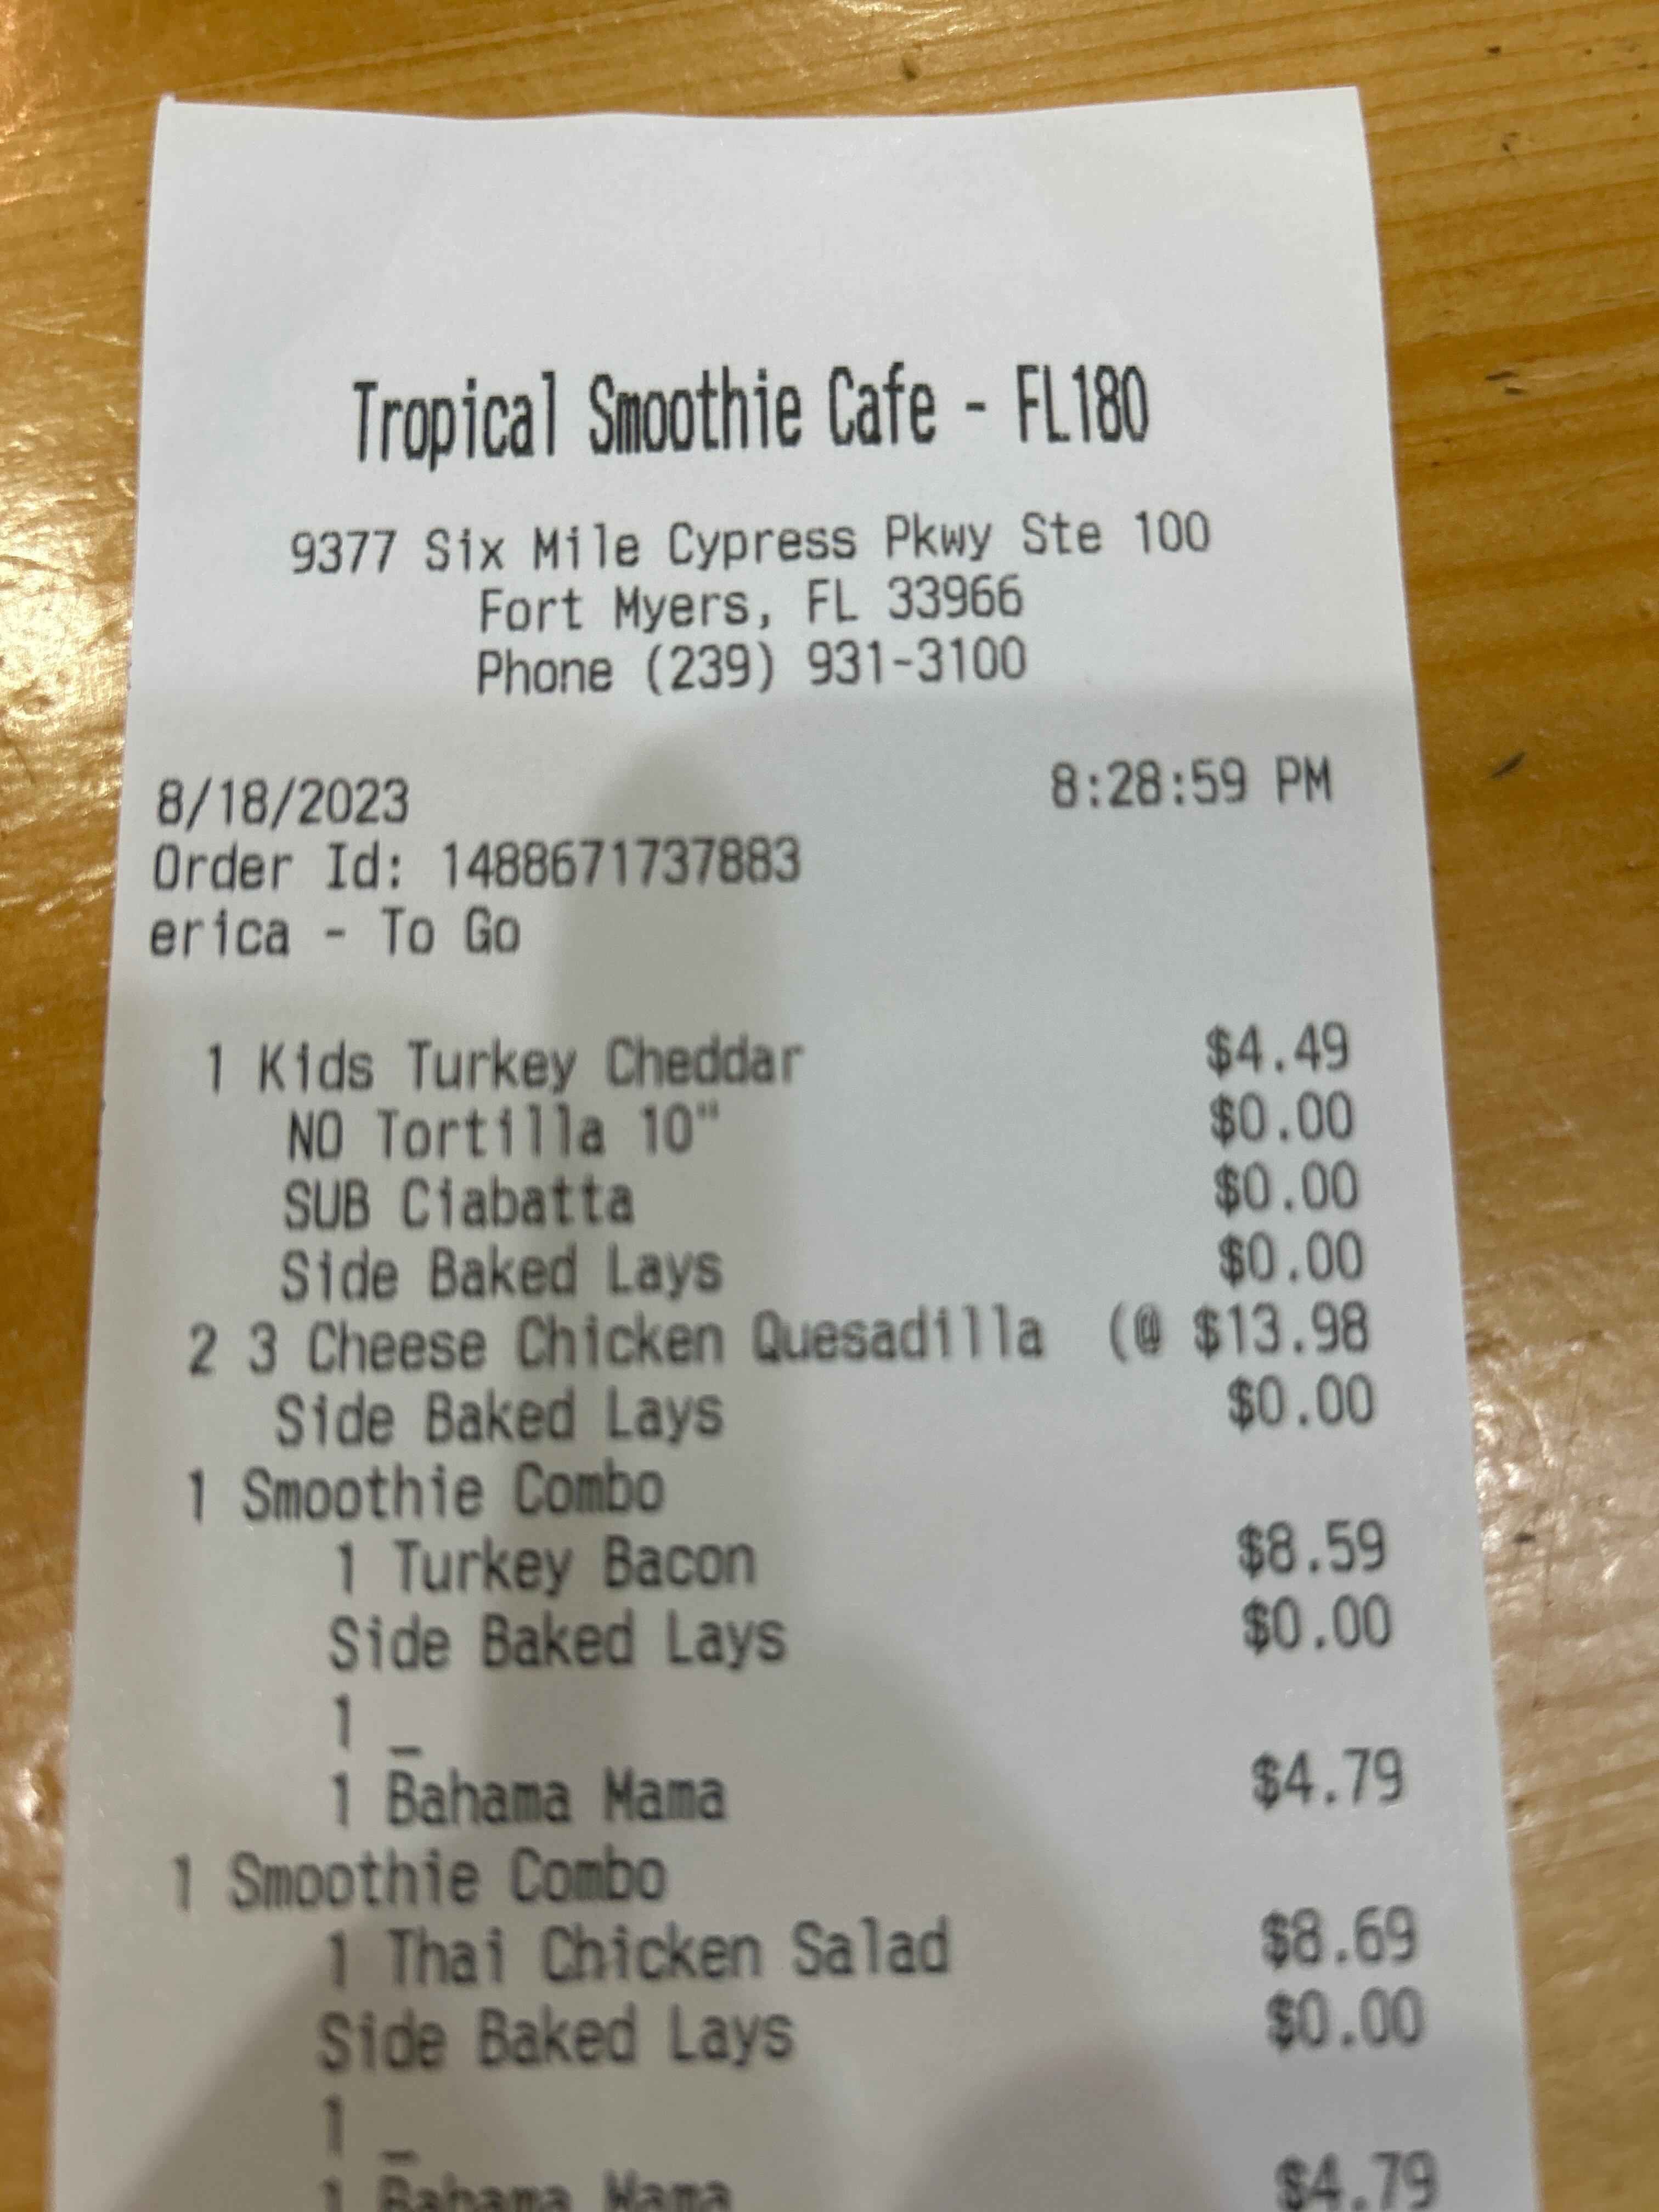 Tropical Smoothie Cafe - FL180
9377 Six Mile Cypress Pkwy Ste 100
Fort Myers, FL 33966
Phone (239) 931-3100
8/18/2023 8:28:59 PM
Order Id: 1488671737883
erica - To Go
1 Kids Turkey Cheddar $4.49
NO Tortilla 10" $0.00
SUB Ciabatta $0.00
Side Baked Lays $0.00
2 3 Cheese Chicken Quesadilla (@ $13.98
Side Baked Lays $0.00
1 Smoothie Combo
1 Turkey Bacon $8.59
Side Baked Lays $0.00
1 _
1 Bahama Mama $4.79
1 Smoothie Combo
1 Thai Chicken Salad $8.69
Side Baked Lays $0.00
1 _
1 Bahama Mama $4.79